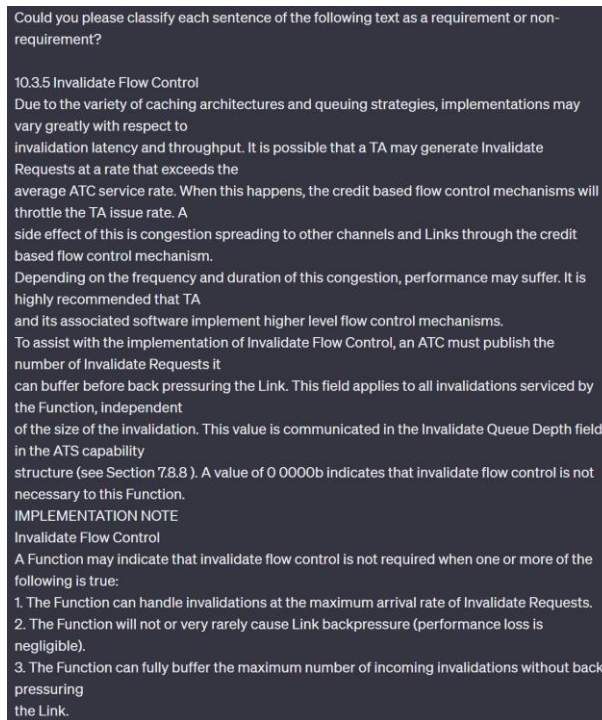 Could you please classify each sentence of the following text as a requirement or non-
requirement?
10.3.5 Invalidate Flow Control
Due to the variety of caching architectures and queuing strategies, implementations may
vary greatly with respect to
invalidation latency and throughput. It is possible that a TA may generate Invalidate
Requests at a rate that exceeds the
average ATC service rate. When this happens, the credit based flow control mechanisms will
throttle the TA issue rate. A
side effect of this is congestion spreading to other channels and Links through the credit
based flow control mechanism.
Depending on the frequency and duration of this congestion, performance may suffer. It is
highly recommended that TA
and its associated software implement higher level flow control mechanisms.
To assist with the implementation of Invalidate Flow Control, an ATC must publish the
number of Invalidate Requests it
can buffer before back pressuring the Link. This field applies to all invalidations serviced by
the Function, independent
of the size of the invalidation. This value is communicated in the Invalidate Queue Depth field
in the ATS capability
structure (see Section 7.8.8 ). A value of 0 0000b indicates that invalidate flow control is not
necessary to this Function.
IMPLEMENTATION NOTE
Invalidate Flow Control
A Function may indicate that invalidate flow control is not required when one or more of the
following is true:
1. The Function can handle invalidations at the maximum arrival rate of Invalidate Requests.
2. The Function will not or very rarely cause Link backpressure (performance loss is
negligible).
3. The Function can fully buffer the maximum number of incoming invalidations without back
pressuring
the Link.